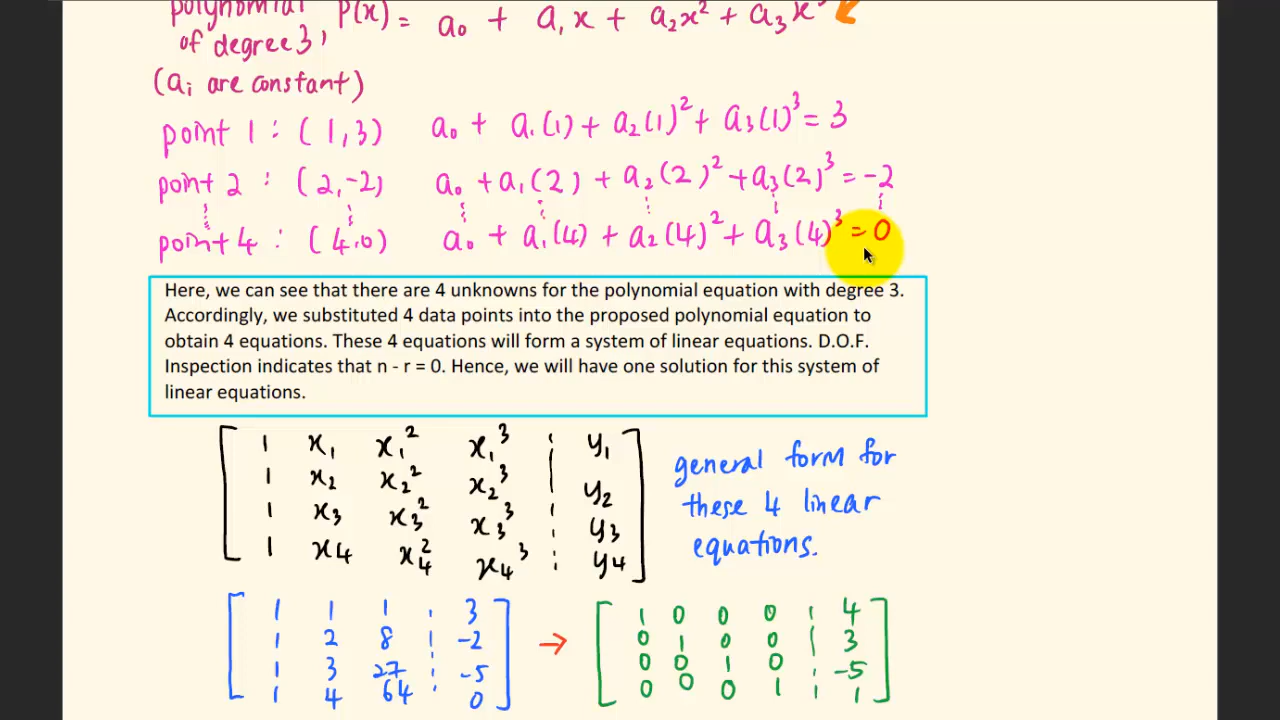 polynomial P(x) = a₀ + a₁x + a₂x² + a₃x³
of degree 3,
(aᵢ are constant)
point 1 : (1,3) a₀ + a₁(1) + a₂(1)² + a₃(1)³ = 3
point 2 : (2,-2) a₀ + a₁(2) + a₂(2)² + a₃(2)³ = -2
point 4 : (4,0) a₀ + a₁(4) + a₂(4)² + a₃(4)³ = 0
Here, we can see that there are 4 unknowns for the polynomial equation with degree 3.
Accordingly, we substituted 4 data points into the proposed polynomial equation to
obtain 4 equations. These 4 equations will form a system of linear equations. D.O.F.
Inspection indicates that n - r = 0. Hence, we will have one solution for this system of
linear equations.
1 x₁ x₁² x₁³ y₁
1 x₂ x₂² x₂³ y₂
1 x₃ x₃² x₃³ y₃
1 x₄ x₄² x₄³ y₄
general form for
these 4 linear
equations.
1 1 1 3
1 2 8 -2
1 3 27 -5
1 4 64 0
→
1 0 0 0 4
0 1 0 0 3
0 0 1 0 -5
0 0 0 1 1